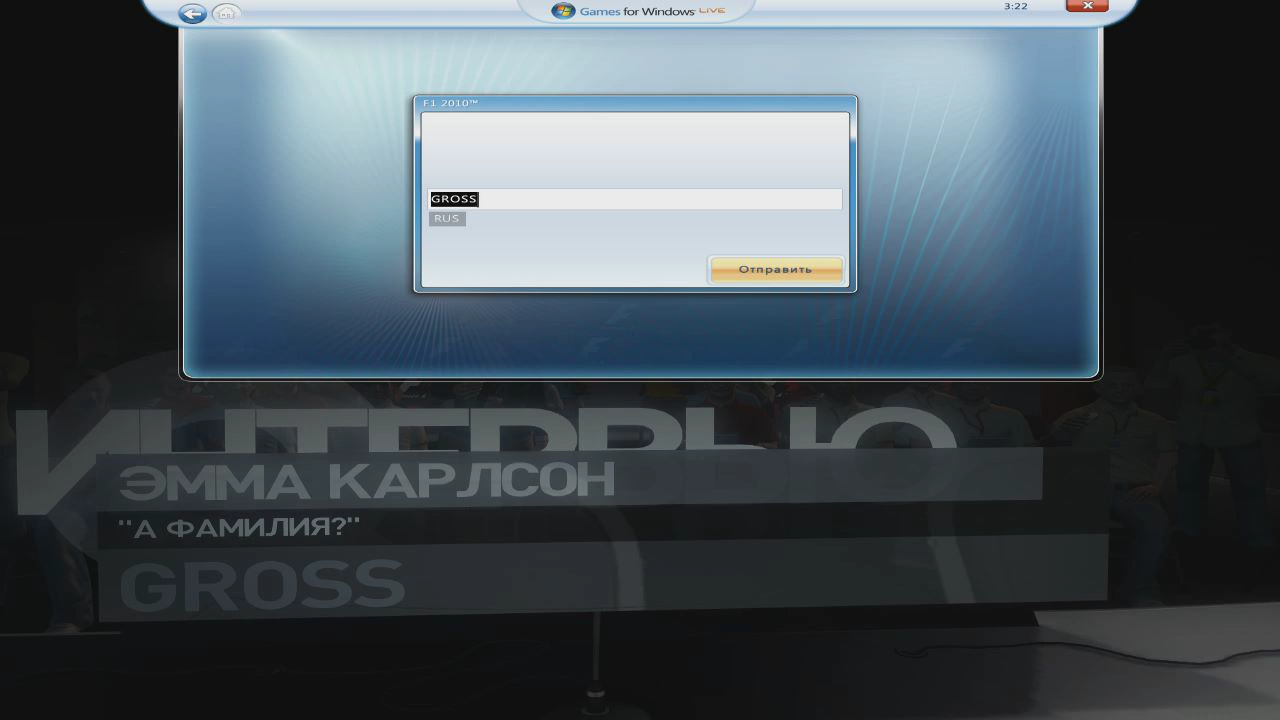 Games for Windows LIVE
3:22
F1 2010™
GROSS
RUS
Отправить
ИНТЕРВЬЮ
ЭММА КАРЛСОН
"А ФАМИЛИЯ?"
GROSS